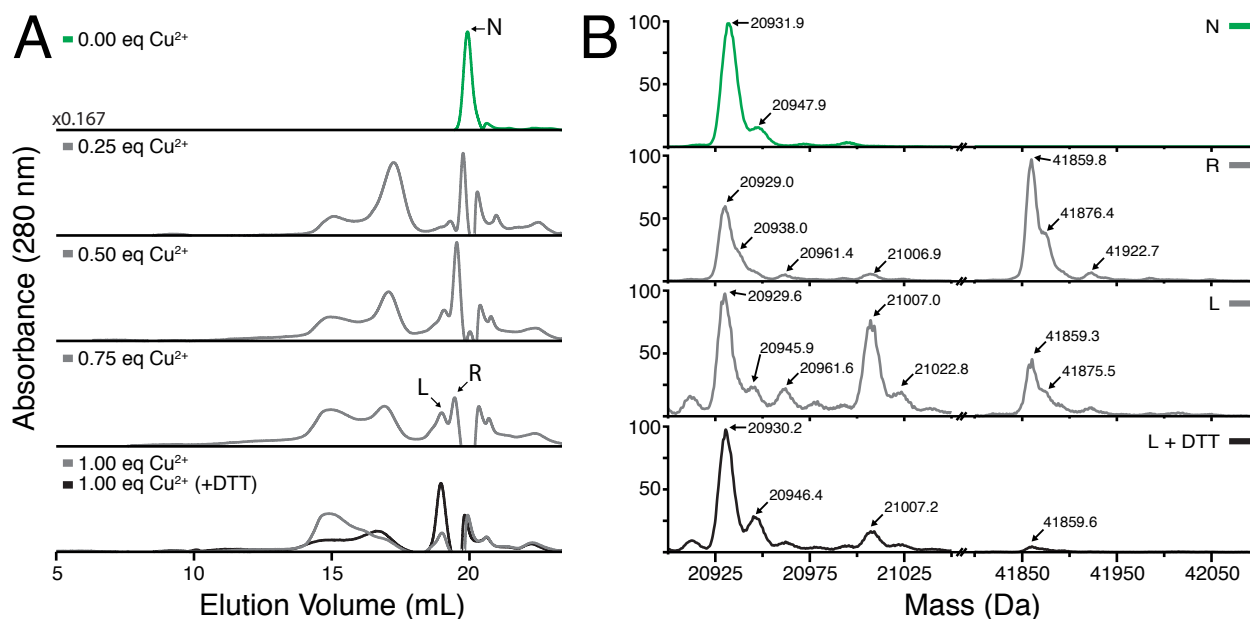 A
0.00 eq Cu²⁺
N
x0.167
0.25 eq Cu²⁺
0.50 eq Cu²⁺
0.75 eq Cu²⁺
L
R
1.00 eq Cu²⁺
1.00 eq Cu²⁺ (+DTT)
Absorbance (280 nm)
5 10 15 20
Elution Volume (mL)
B
100
50
20931.9
20947.9
N
100
50
20929.0
20938.0
20961.4
21006.9
41859.8
41876.4
41922.7
R
100
50
20929.6
20945.9
20961.6
21007.0
21022.8
41859.3
41875.5
L
100
50
20930.2
20946.4
21007.2
41859.6
L + DTT
20925 20975 21025 41850 41950 42050
Mass (Da)